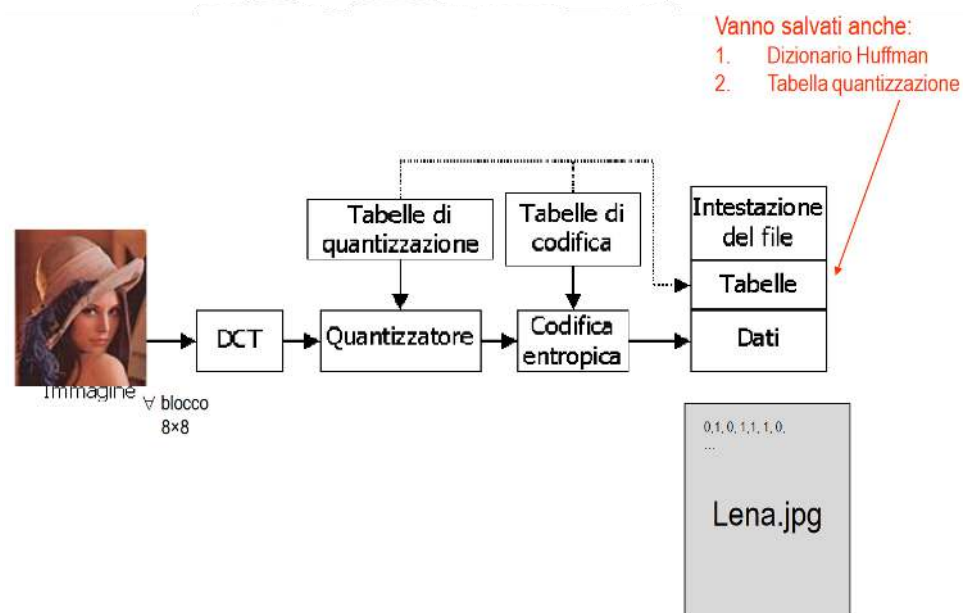 Vanno salvati anche:
1. Dizionario Huffman
2. Tabella quantizzazione
Tabelle di
quantizzazione
Tabelle di
codifica
Intestazione
del file
Tabelle
Dati
DCT
Quantizzatore
Codifica
entropica
Immagine
∀ blocco
8×8
0,1, 0, 1,1, 1, 0,
...
Lena.jpg